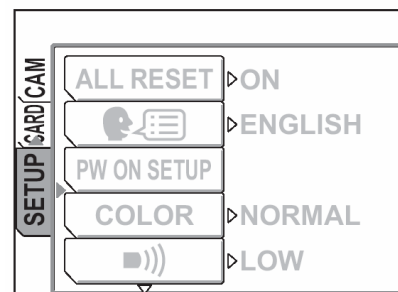 CAM
CARD
SETUP
ALL RESET ON
ENGLISH
PW ON SETUP
COLOR NORMAL
LOW